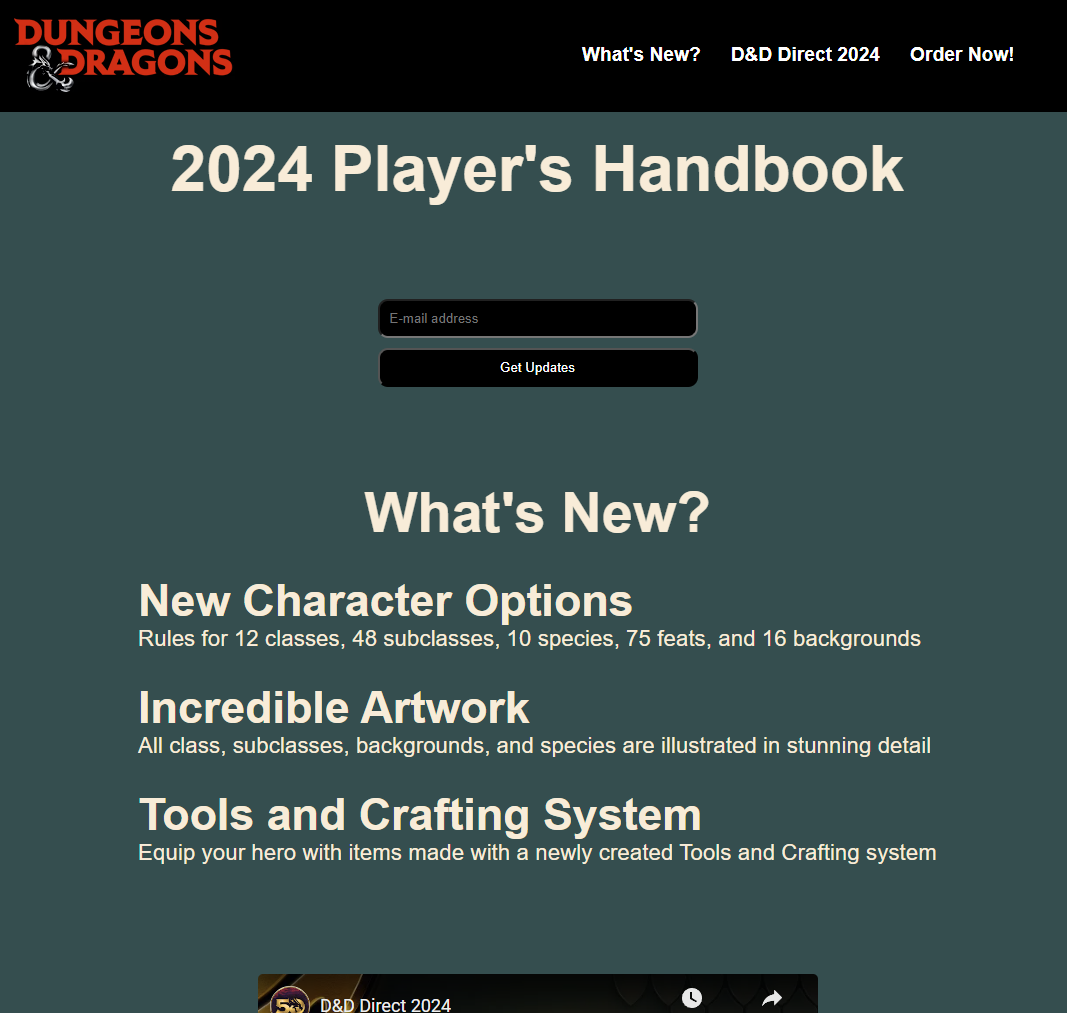 DUNGEONS
& DRAGONS
What's New? D&D Direct 2024 Order Now!
2024 Player's Handbook
E-mail address
Get Updates
What's New?
New Character Options
Rules for 12 classes, 48 subclasses, 10 species, 75 feats, and 16 backgrounds
Incredible Artwork
All class, subclasses, backgrounds, and species are illustrated in stunning detail
Tools and Crafting System
Equip your hero with items made with a newly created Tools and Crafting system
D&D Direct 2024